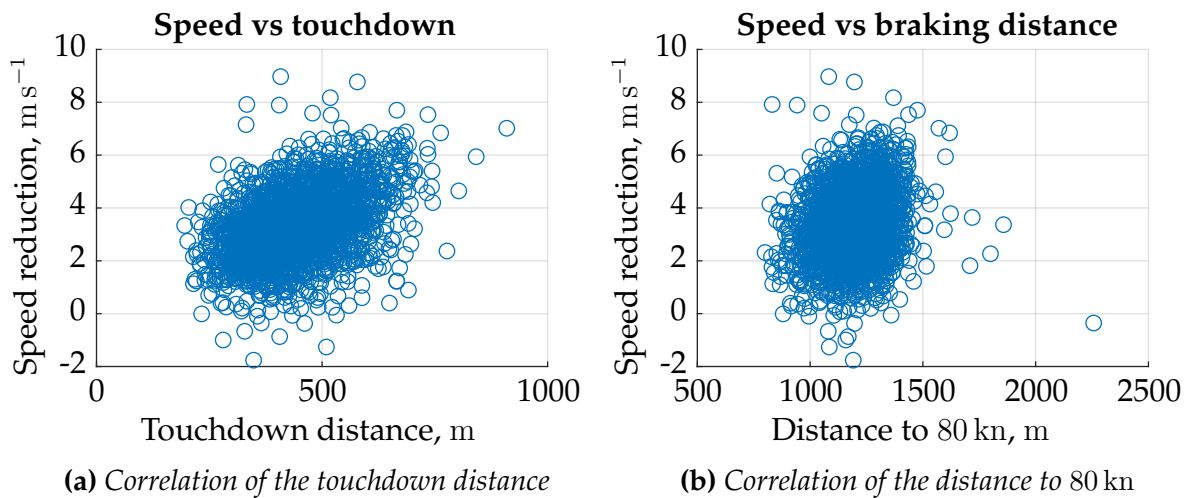 Speed vs touchdown
10
8
6
4
2
0
-2
Speed reduction, m s⁻¹
0 500 1000
Touchdown distance, m
(a) Correlation of the touchdown distance
Speed vs braking distance
10
8
6
4
2
0
-2
Speed reduction, m s⁻¹
500 1000 1500 2000 2500
Distance to 80 kn, m
(b) Correlation of the distance to 80 kn